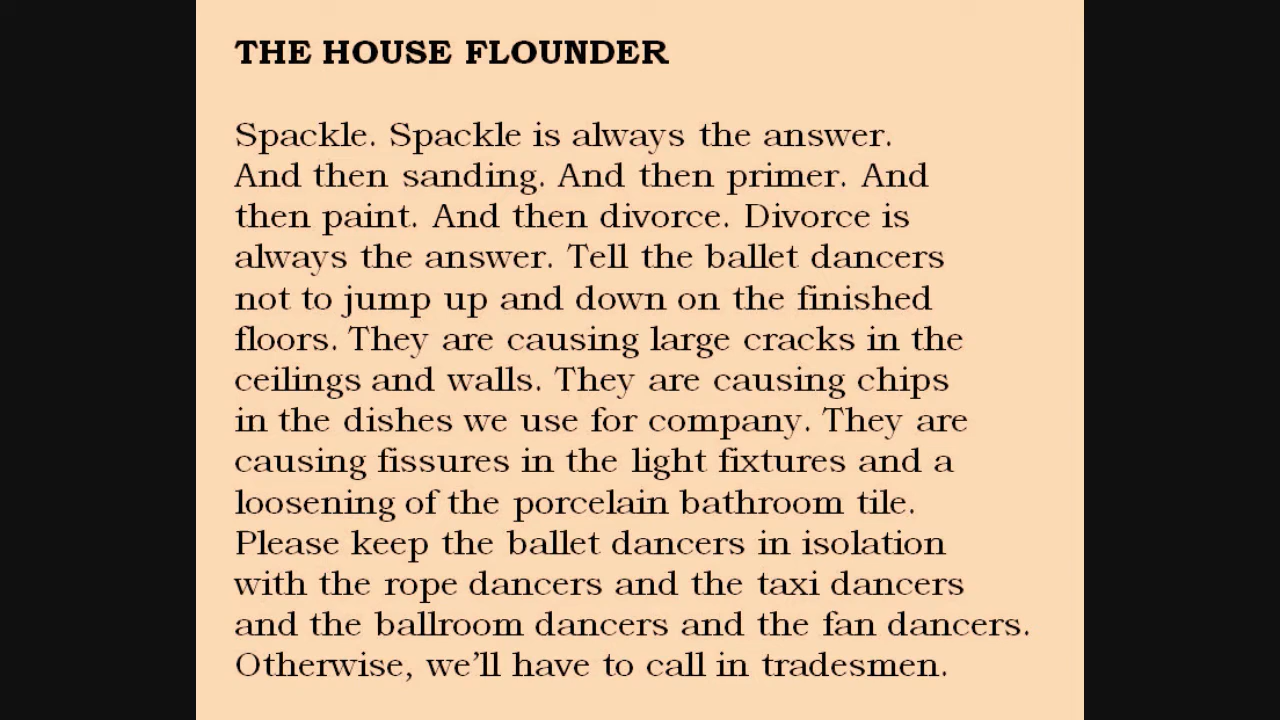 THE HOUSE FLOUNDER
Spackle. Spackle is always the answer.
And then sanding. And then primer. And
then paint. And then divorce. Divorce is
always the answer. Tell the ballet dancers
not to jump up and down on the finished
floors. They are causing large cracks in the
ceilings and walls. They are causing chips
in the dishes we use for company. They are
causing fissures in the light fixtures and a
loosening of the porcelain bathroom tile.
Please keep the ballet dancers in isolation
with the rope dancers and the taxi dancers
and the ballroom dancers and the fan dancers.
Otherwise, we’ll have to call in tradesmen.